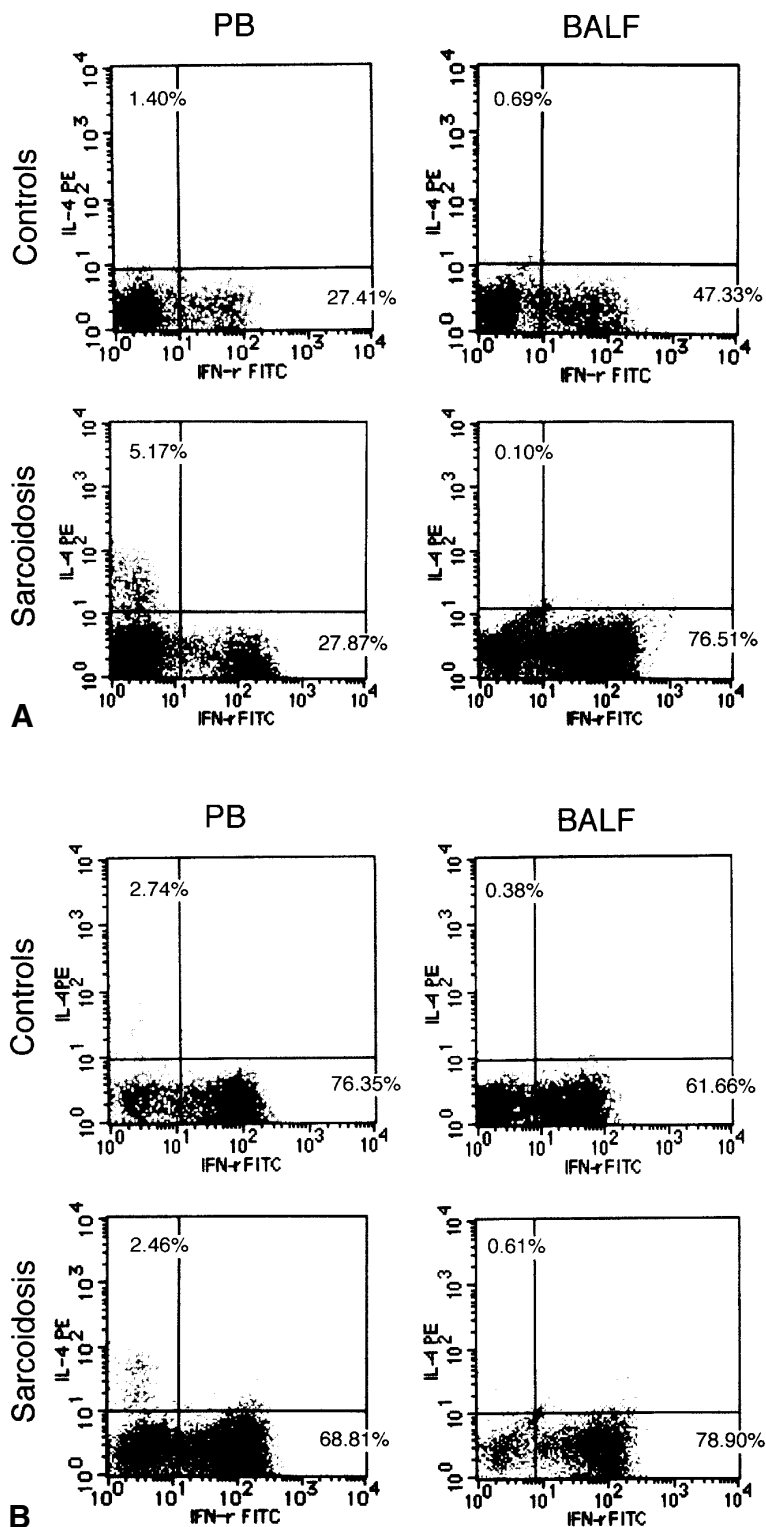 PB BALF
Controls
10^4
10^3
IL-4 PE
10^2
10^1
10^0
1.40%
27.41%
10^0 10^1 10^2 10^3 10^4
IFN-r FITC
10^4
10^3
IL-4 PE
10^2
10^1
10^0
0.69%
47.33%
10^0 10^1 10^2 10^3 10^4
IFN-r FITC
Sarcoidosis
10^4
10^3
IL-4 PE
10^2
10^1
10^0
5.17%
27.87%
10^0 10^1 10^2 10^3 10^4
IFN-r FITC
10^4
10^3
IL-4 PE
10^2
10^1
10^0
0.10%
76.51%
10^0 10^1 10^2 10^3 10^4
IFN-r FITC
A
PB BALF
Controls
10^4
10^3
IL-4 PE
10^2
10^1
10^0
2.74%
76.35%
10^0 10^1 10^2 10^3 10^4
IFN-r FITC
10^4
10^3
IL-4 PE
10^2
10^1
10^0
0.38%
61.66%
10^0 10^1 10^2 10^3 10^4
IFN-r FITC
Sarcoidosis
10^4
10^3
IL-4 PE
10^2
10^1
10^0
2.46%
68.81%
10^0 10^1 10^2 10^3 10^4
IFN-r FITC
10^4
10^3
IL-4 PE
10^2
10^1
10^0
0.61%
78.90%
10^0 10^1 10^2 10^3 10^4
IFN-r FITC
B